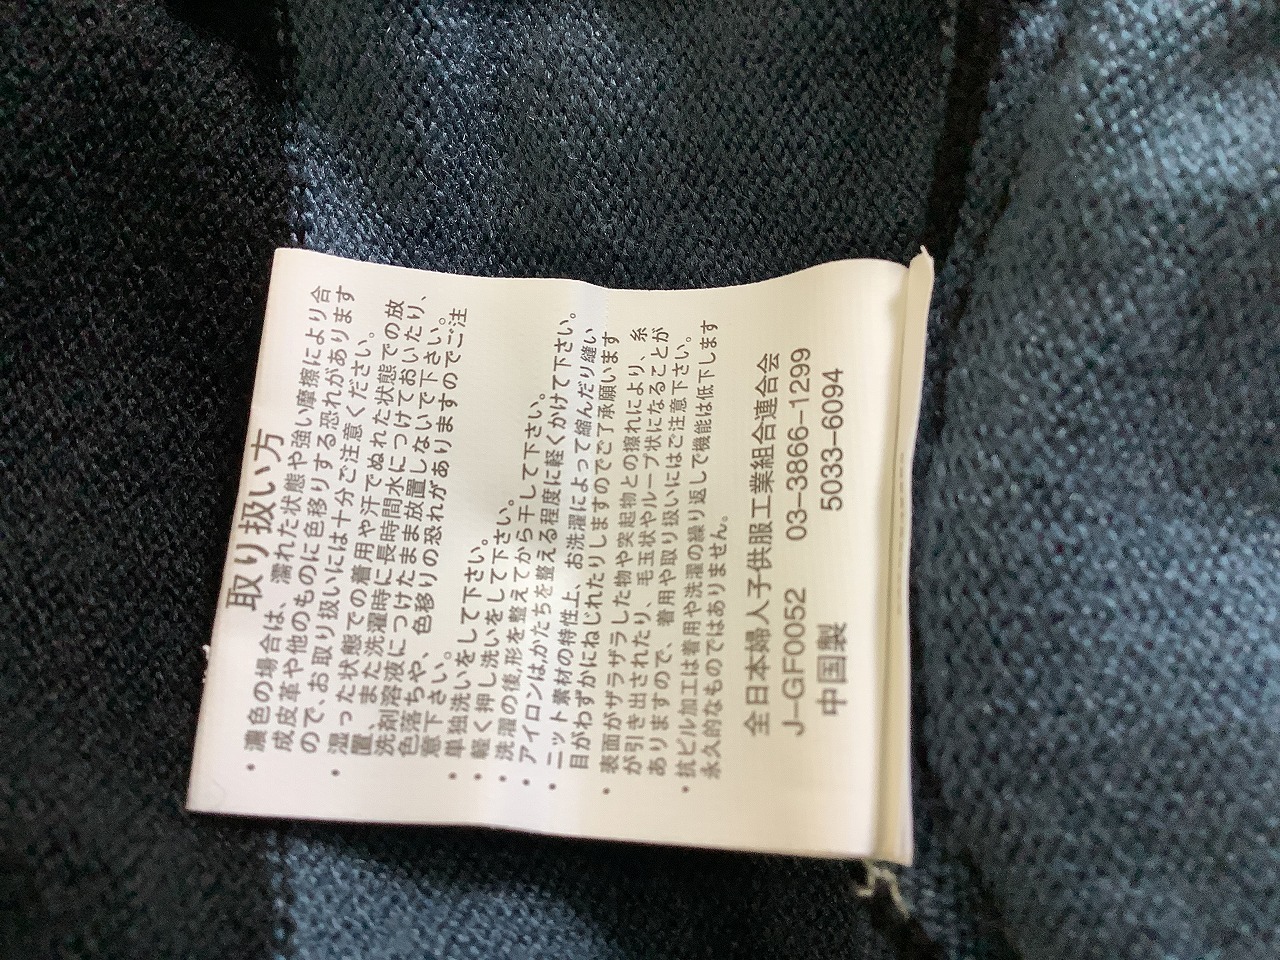 取り扱い方
・濃色の場合は、濡れた状態や強い摩擦により合
成皮革や他のものに色移りする恐れがあります
ので、お取り扱いには十分ご注意ください。
・湿った状態での着用や汗でぬれた状態での放
置、また洗濯時に長時間水につけておいたり、
洗剤溶液につけたまま放置しないで下さい。
色落ちや、色移りの恐れがありますのでご注
意下さい。
・単独洗いをして下さい。
・軽く押し洗いをして下さい。
・洗濯の後,形を整えてから干して下さい。
・アイロンは,かたちを整える程度に軽くかけて下さい。
・ニット素材の特性上、お洗濯によって縮んだり縫い
目がわずかにねじれたりしますのでご了承願います
・表面がザラザラした物や突起物との擦れにより、糸
が引き出されたり、毛玉状やループ状になることが
ありますので、着用や取り扱いにはご注意下さい。
・抗ピル加工は着用や洗濯の繰り返しで機能は低下します
永久的なものではありません。
全日本婦人子供服工業組合連合会
J-GF0052 03-3866-1299
中国製 5033-6094